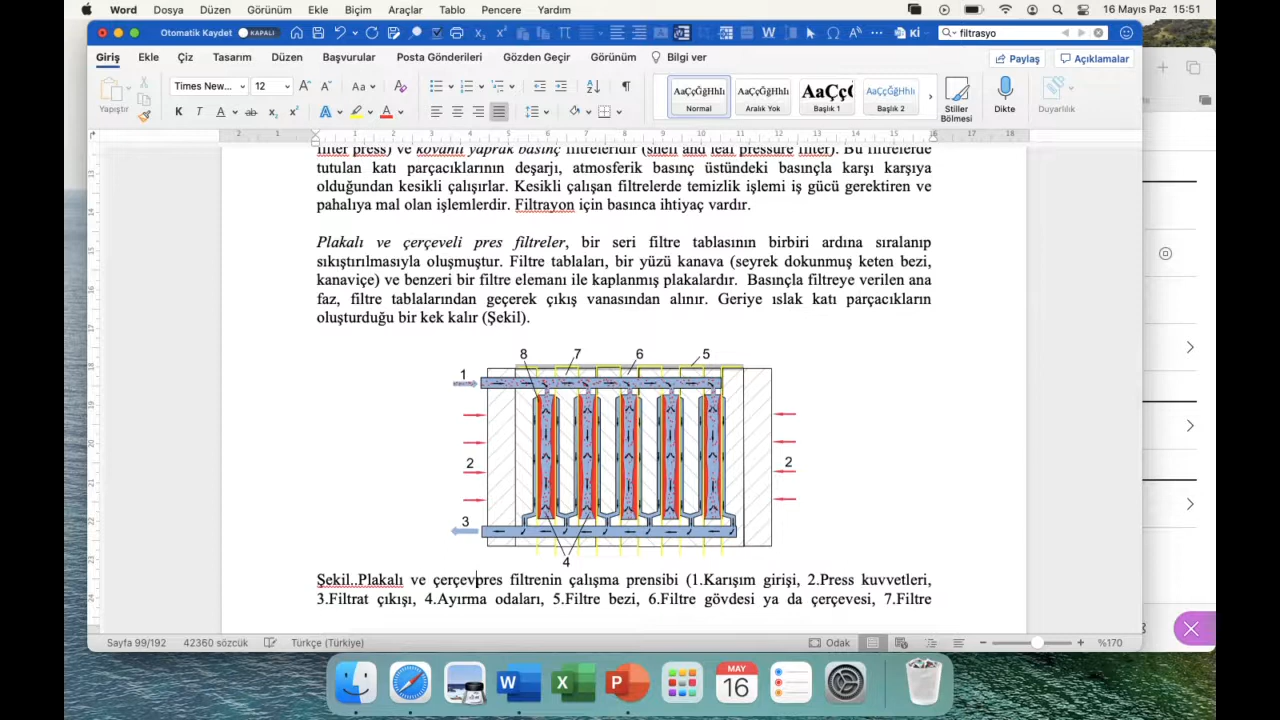 Word Dosya Düzen Görünüm Ekle Biçim Araçlar Tablo Pencere Yardım 16 Mayıs Paz 15:51
Otomatik Kaydet KAPALI Ki filtrasyo
Giriş Ekle Çiz Tasarım Düzen Başvurular Posta Gönderileri Gözden Geçir Görünüm Bilgi ver Paylaş Açıklamalar
Yapıştır Times New... 12 Normal Aralık Yok Başlık 1 Başlık 2 Stiller Bölmesi Dikte Duyarlılık
filter press) ve kovanlı yaprak basınç filtreleridir (shell and leaf pressure filter). Bu filtrelerde
tutulan katı parçacıklarının deşarjı, atmosferik basınç üstündeki basınçla karşı karşıya
olduğundan kesikli çalışırlar. Kesikli çalışan filtrelerde temizlik işlemi iş gücü gerektiren ve
pahalıya mal olan işlemlerdir. Filtrayon için basınca ihtiyaç vardır.
Plakalı ve çerçeveli pres filtreler, bir seri filtre tablasının birbiri ardına sıralanıp
sıkıştırılmasıyla oluşmuştur. Filtre tablaları, bir yüzü kanava (seyrek dokunmuş keten bezi,
kanaviçe) ve benzeri bir filtre elemanı ile kaplanmış plakalardır. Basınçla filtreye verilen ana
faz, filtre tablalarından geçerek çıkış vanasından alınır. Geriye ıslak katı parçacıkların
oluşturduğu bir kek kalır (Şekil).
8 7 6 5
1
2 2
3
4
Şekil..Plakalı ve çerçevpres filtrenin çalışma prensibi (1.Karışım girişi, 2.Press kuvvetleri,
3.Filtrat çıkışı, 4.Ayırma alanları, 5.Filtre bezi, 6.Filtre gövdesi ya da çerçevesi, 7.Filtre
Sayfa 99/192 42360 sözcük Türkçe (Türkiye) Odak %170
MAY
16